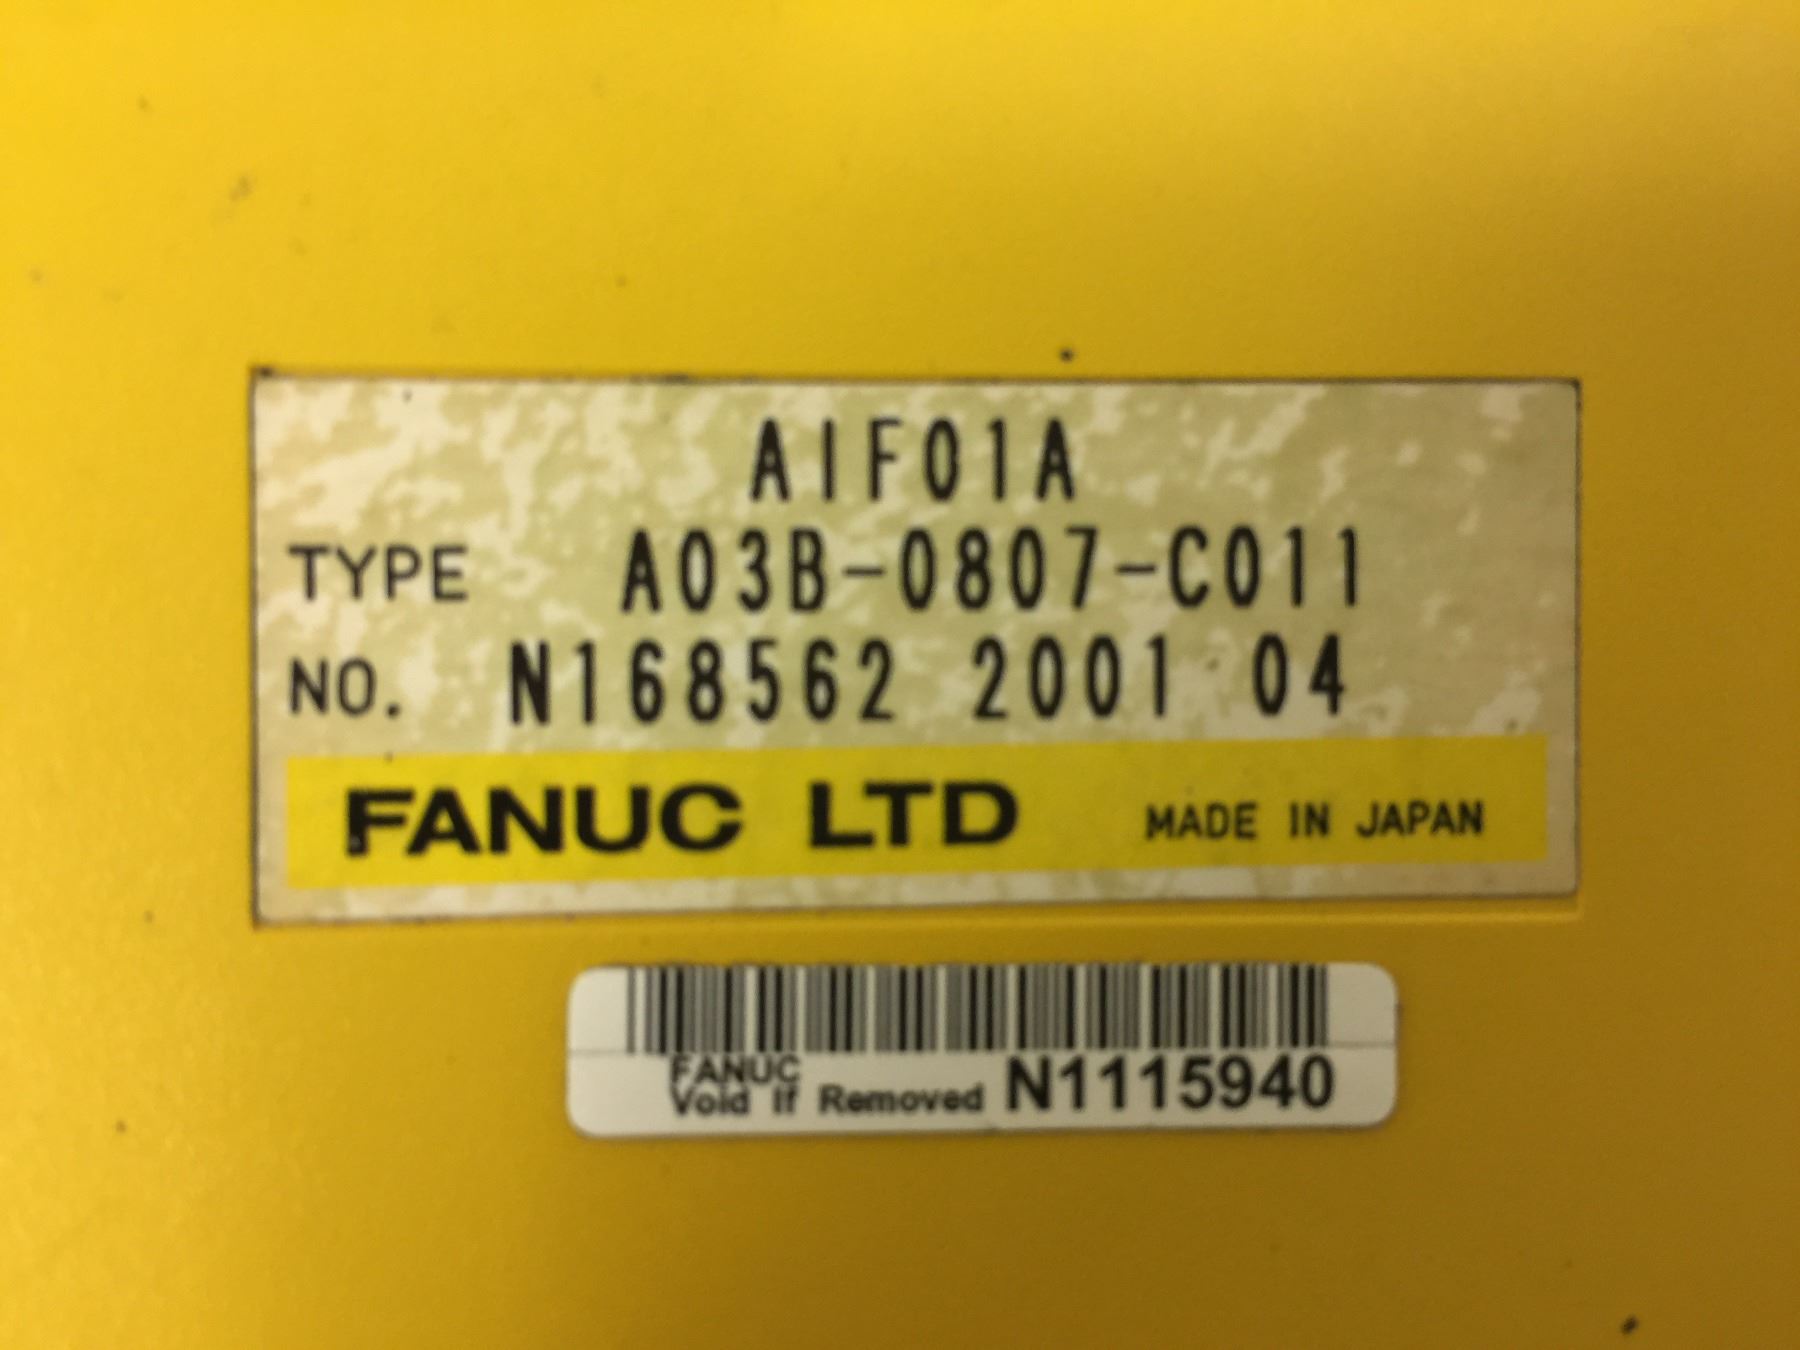 AIF01A
TYPE A03B-0807-C011
NO. N168562 2001 04
FANUC LTD MADE IN JAPAN
FANUC
Void If Removed N1115940